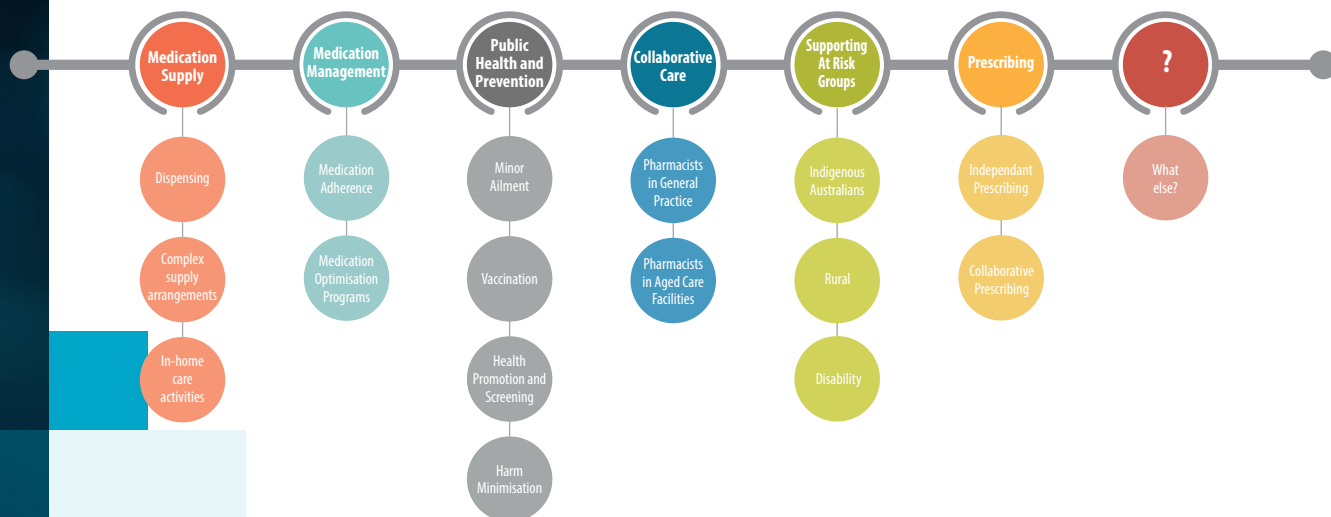 Medication
Supply
Medication
Management
Public
Health and
Prevention
Collaborative
Care
Supporting
At Risk
Groups
Prescribing
?
Dispensing
Complex
supply
arrangements
In-home
care
activities
Medication
Adherence
Medication
Optimisation
Programs
Minor
Ailment
Vaccination
Health
Promotion and
Screening
Harm
Minimisation
Pharmacists
in General
Practice
Pharmacists
in Aged Care
Facilities
Indigenous
Australians
Rural
Disability
Independant
Prescribing
Collaborative
Prescribing
What
else?